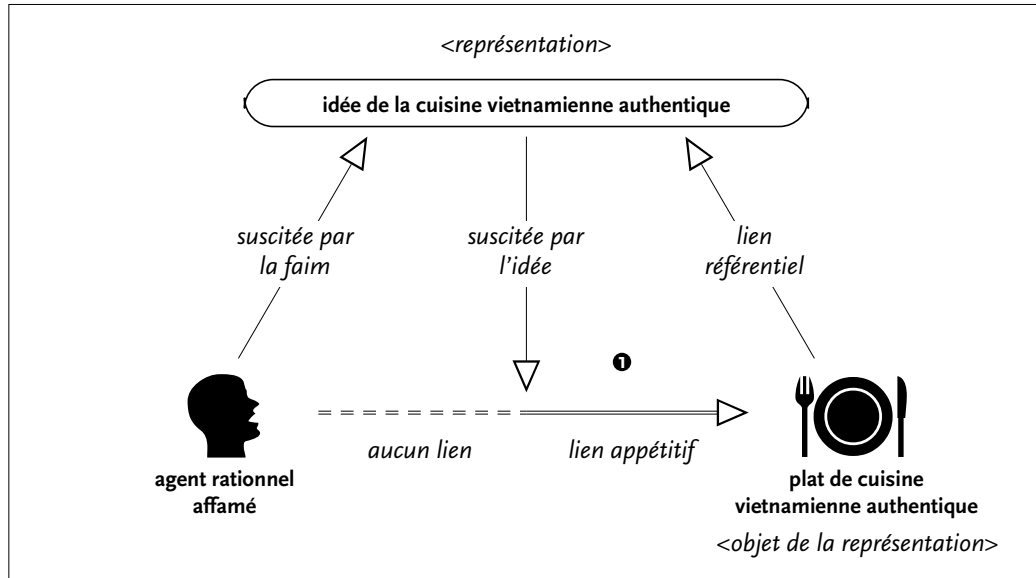 <représentation>
idée de la cuisine vietnamienne authentique
suscitée par
la faim
suscitée par
l’idée
lien
référentiel
❶
aucun lien
lien appétitif
agent rationnel
affamé
plat de cuisine
vietnamienne authentique
<objet de la représentation>